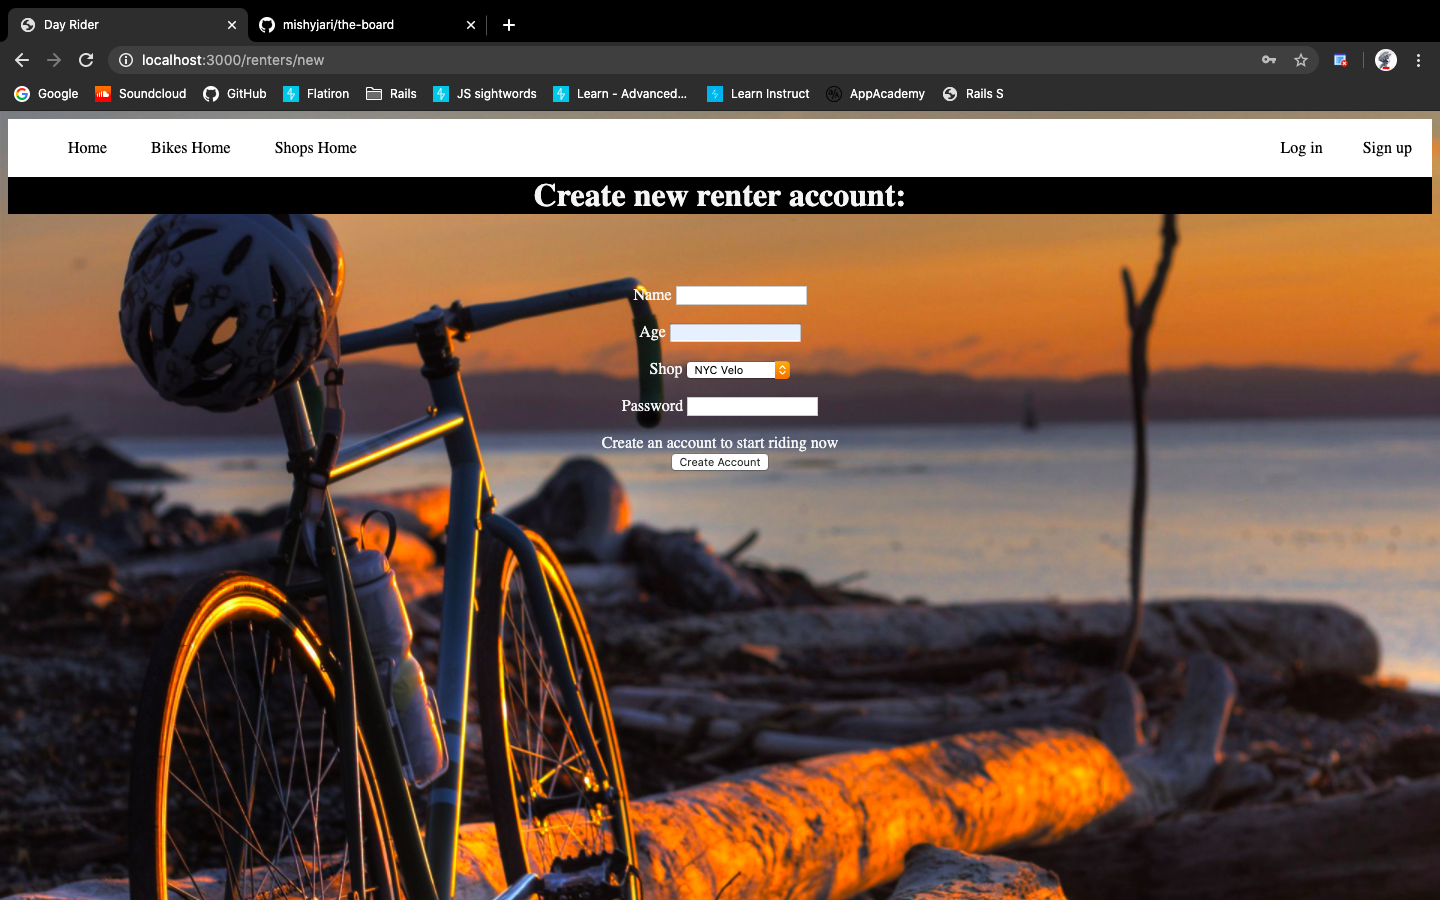 Day Rider
mishyjari/the-board
localhost:3000/renters/new
Google Soundcloud GitHub Flatiron Rails JS sightwords Learn - Advanced... Learn Instruct AppAcademy Rails S
Home Bikes Home Shops Home Log in Sign up
Create new renter account:
Name
Age
Shop NYC Velo
Password
Create an account to start riding now
Create Account